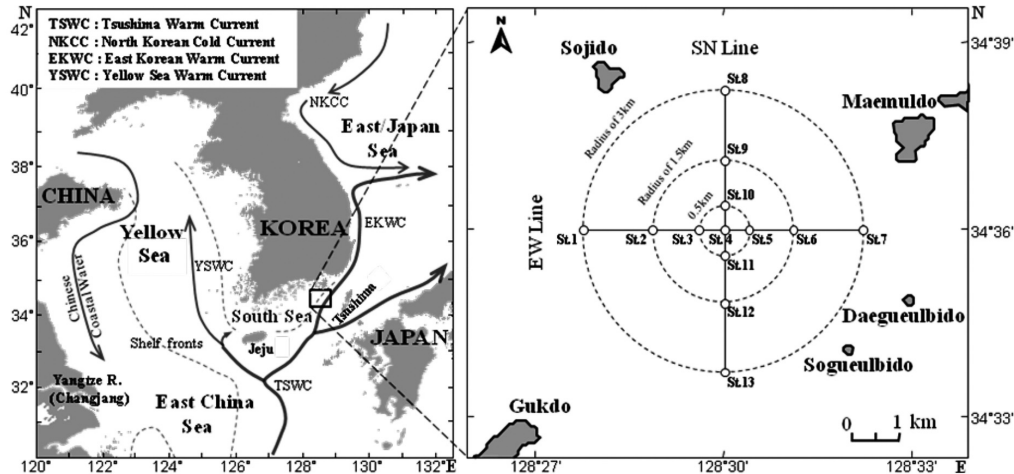 TSWC : Tsushima Warm Current
NKCC : North Korean Cold Current
EKWC : East Korean Warm Current
YSWC : Yellow Sea Warm Current
42°
40°
38°
36°
34°
32°
30°
120°
122°
124°
126°
128°
130°
132°
E
N
NKCC
East/Japan
Sea
CHINA
KOREA
EKWC
Yellow
Sea
YSWC
Chinese
Coastal Water
South Sea
Tsushima
Shelf fronts
Jeju
JAPAN
TSWC
Yangtze R.
(Changjang)
East China
Sea
N
Sojido
SN Line
Maemuldo
St.8
Radius of 3km
St.9
Radius of 1.5km
St.10
0.5km
EW Line
St.1
St.2
St.3
St.4
St.5
St.6
St.7
St.11
St.12
St.13
Daegueulbido
Sogueulbido
Gukdo
0 1 km
N
34°39'
34°36'
34°33'
128°27'
128°30'
128°33'
E